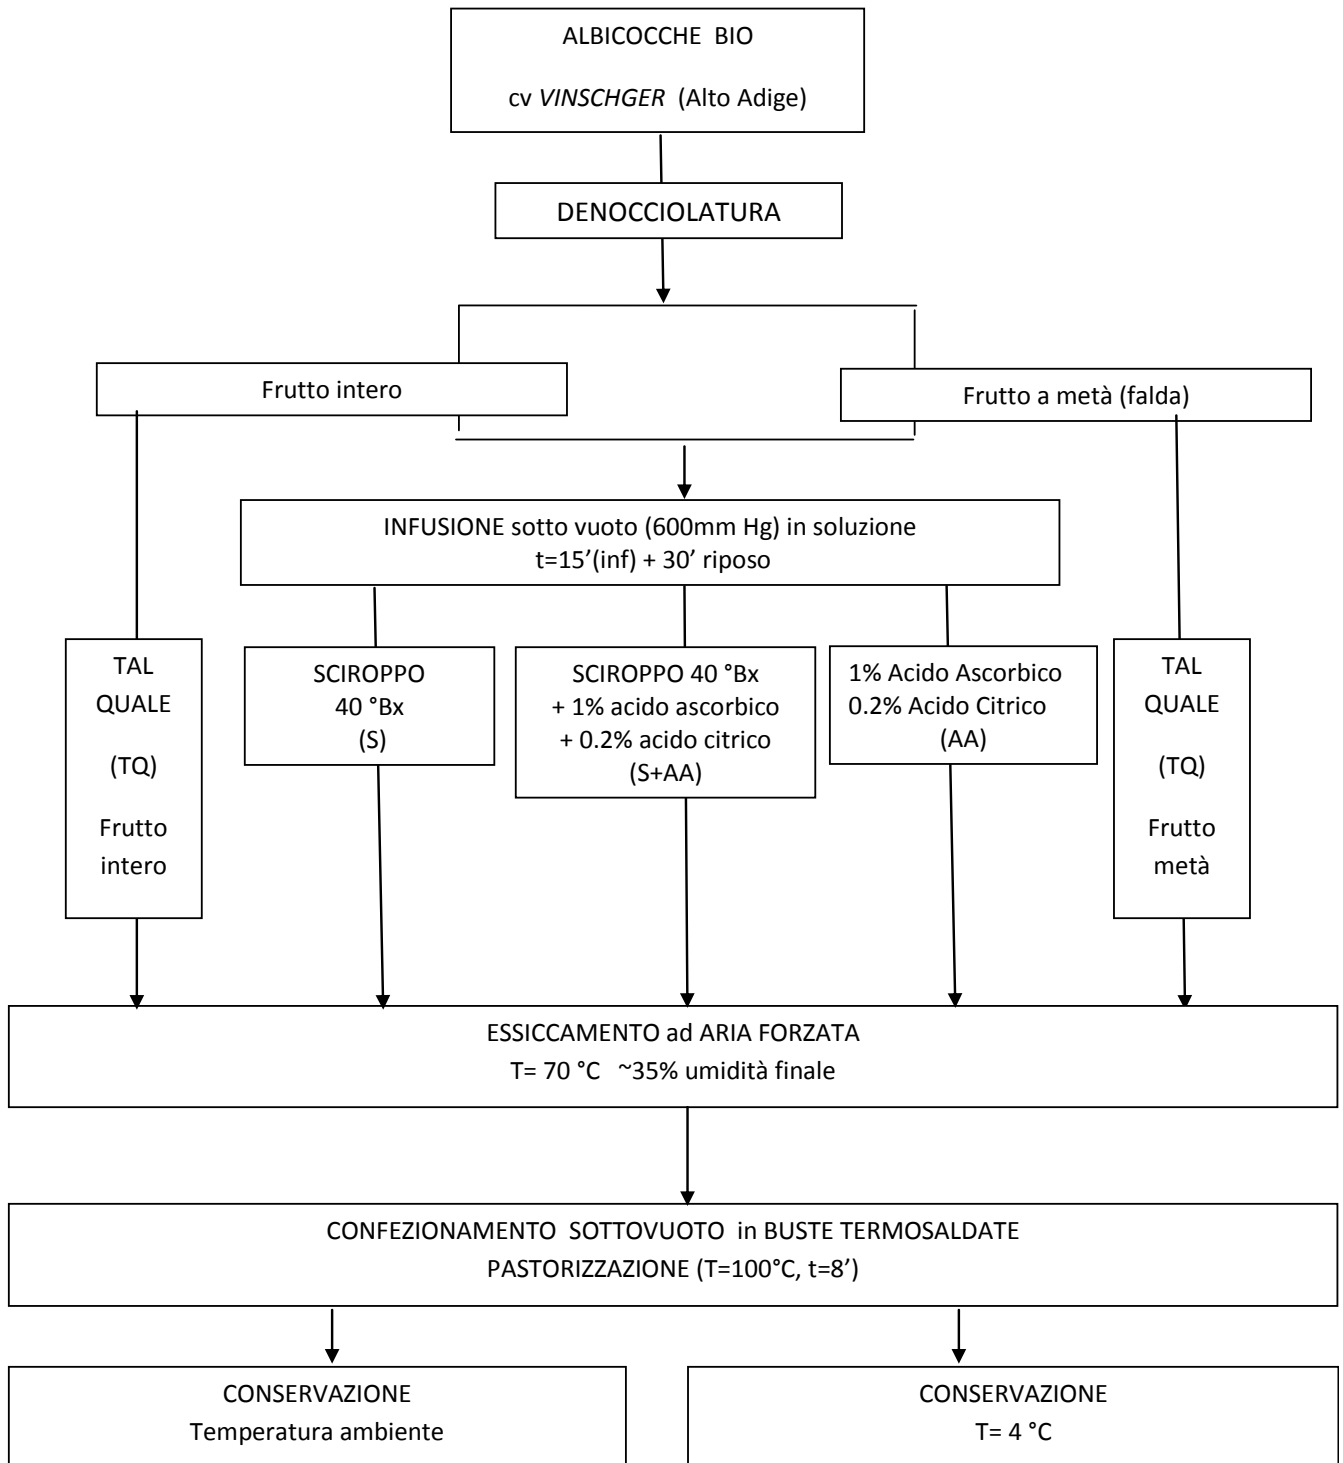 ALBICOCCHE BIO
cv VINSCHGER (Alto Adige)
DENOCCIOLATURA
Frutto intero
Frutto a metà (falda)
INFUSIONE sotto vuoto (600mm Hg) in soluzione
t=15’(inf) + 30’ riposo
TAL
QUALE
(TQ)
Frutto
intero
SCIROPPO
40 °Bx
(S)
SCIROPPO 40 °Bx
+ 1% acido ascorbico
+ 0.2% acido citrico
(S+AA)
1% Acido Ascorbico
0.2% Acido Citrico
(AA)
TAL
QUALE
(TQ)
Frutto
metà
ESSICCAMENTO ad ARIA FORZATA
T= 70 °C ~35% umidità finale
CONFEZIONAMENTO SOTTOVUOTO in BUSTE TERMOSALDATE
PASTORIZZAZIONE (T=100°C, t=8’)
CONSERVAZIONE
Temperatura ambiente
CONSERVAZIONE
T= 4 °C